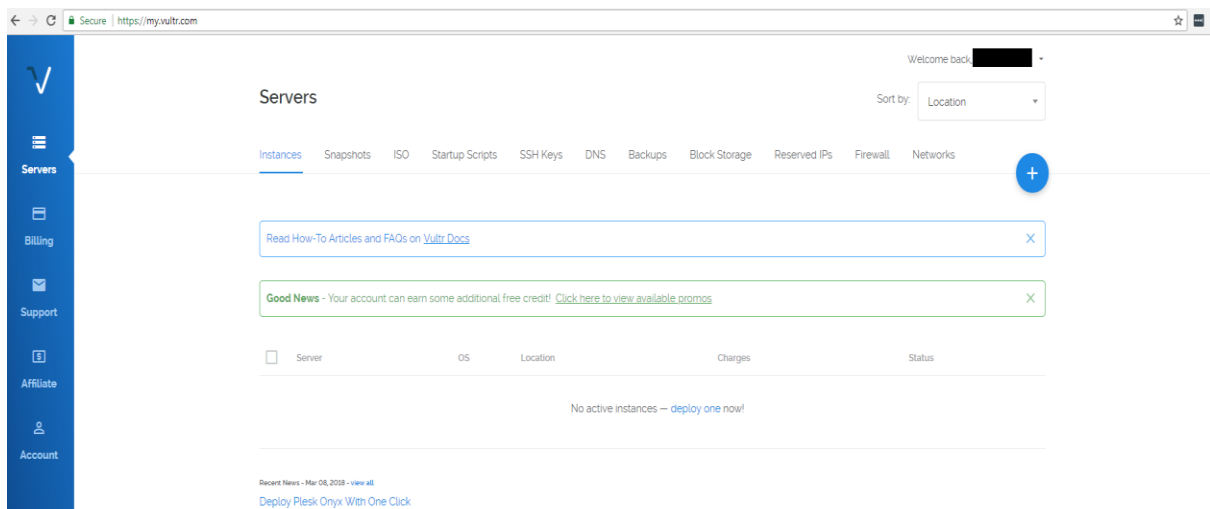 Secure | https://my.vultr.com
Welcome back,
Servers
Sort by: Location
Instances Snapshots ISO Startup Scripts SSH Keys DNS Backups Block Storage Reserved IPs Firewall Networks
+
Servers
Billing
Support
Affiliate
Account
Read How-To Articles and FAQs on Vultr Docs X
Good News - Your account can earn some additional free credit! Click here to view available promos X
Server OS Location Charges Status
No active instances — deploy one now!
Recent News - Mar 08, 2018 - view all
Deploy Plesk Onyx With One Click